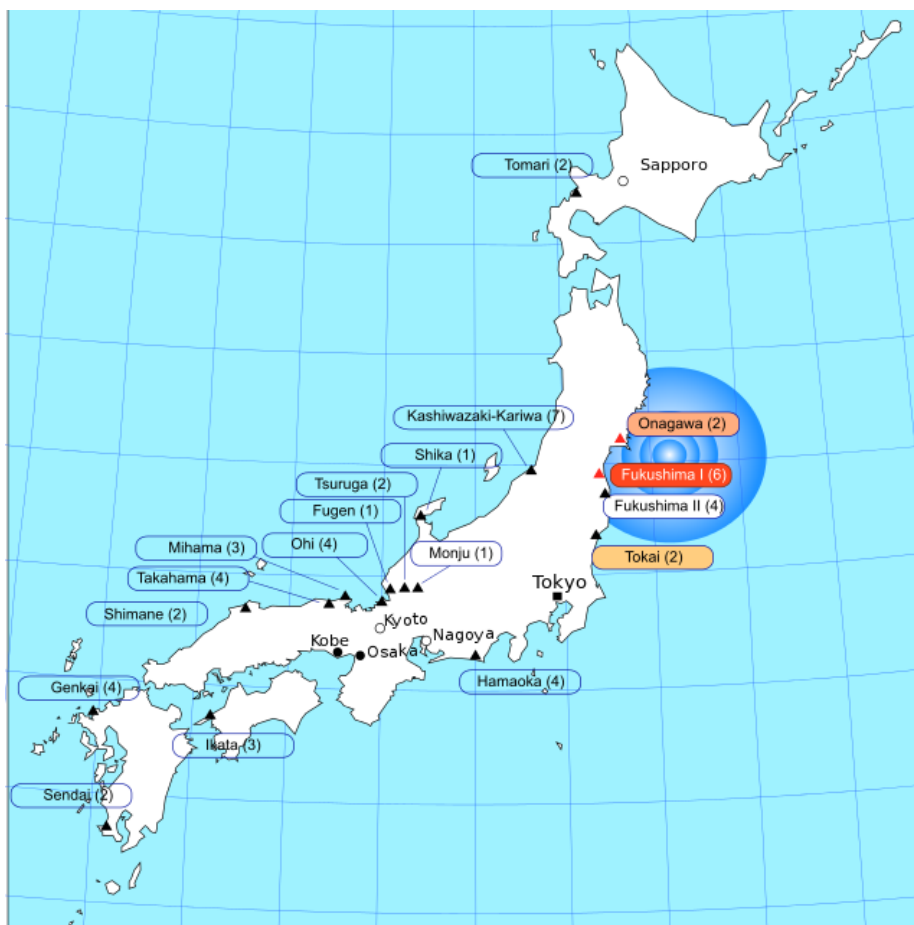 Tomari (2)
Sapporo
Kashiwazaki-Kariwa (7)
Onagawa (2)
Shika (1)
Fukushima I (6)
Tsuruga (2)
Fukushima II (4)
Fugen (1)
Mihama (3)
Ohi (4)
Monju (1)
Tokai (2)
Takahama (4)
Tokyo
Shimane (2)
Kyoto
Kobe
Nagoya
Osaka
Genkai (4)
Hamaoka (4)
Ikata (3)
Sendai (2)